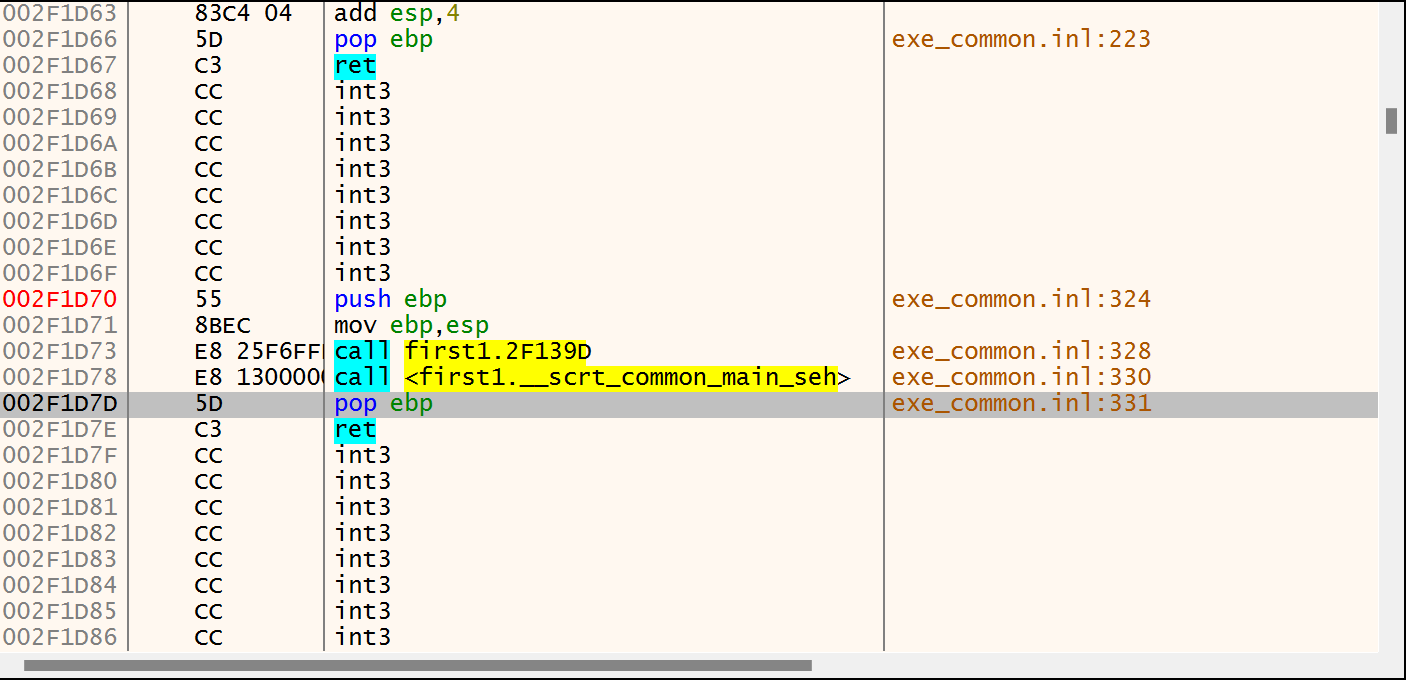 002F1D63 83C4 04 add esp,4
002F1D66 5D pop ebp exe_common.inl:223
002F1D67 C3 ret
002F1D68 CC int3
002F1D69 CC int3
002F1D6A CC int3
002F1D6B CC int3
002F1D6C CC int3
002F1D6D CC int3
002F1D6E CC int3
002F1D6F CC int3
002F1D70 55 push ebp exe_common.inl:324
002F1D71 8BEC mov ebp,esp
002F1D73 E8 25F6FF call first1.2F139D exe_common.inl:328
002F1D78 E8 130000 call <first1.__scrt_common_main_seh> exe_common.inl:330
002F1D7D 5D pop ebp exe_common.inl:331
002F1D7E C3 ret
002F1D7F CC int3
002F1D80 CC int3
002F1D81 CC int3
002F1D82 CC int3
002F1D83 CC int3
002F1D84 CC int3
002F1D85 CC int3
002F1D86 CC int3